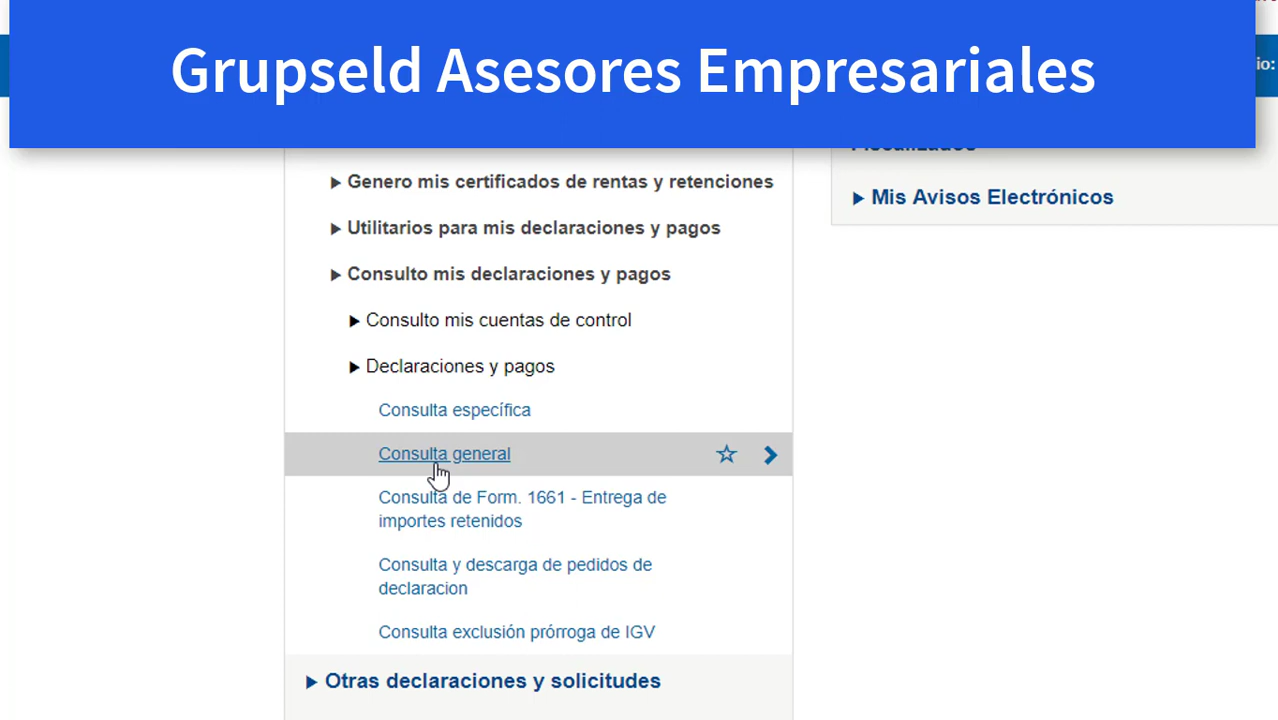 Grupseld Asesores Empresariales
io:
Genero mis certificados de rentas y retenciones
Utilitarios para mis declaraciones y pagos
Mis Avisos Electrónicos
Consulto mis declaraciones y pagos
Consulto mis cuentas de control
Declaraciones y pagos
Consulta específica
Consulta general
Consulta de Form. 1661 - Entrega de
importes retenidos
Consulta y descarga de pedidos de
declaracion
Consulta exclusión prórroga de IGV
Otras declaraciones y solicitudes